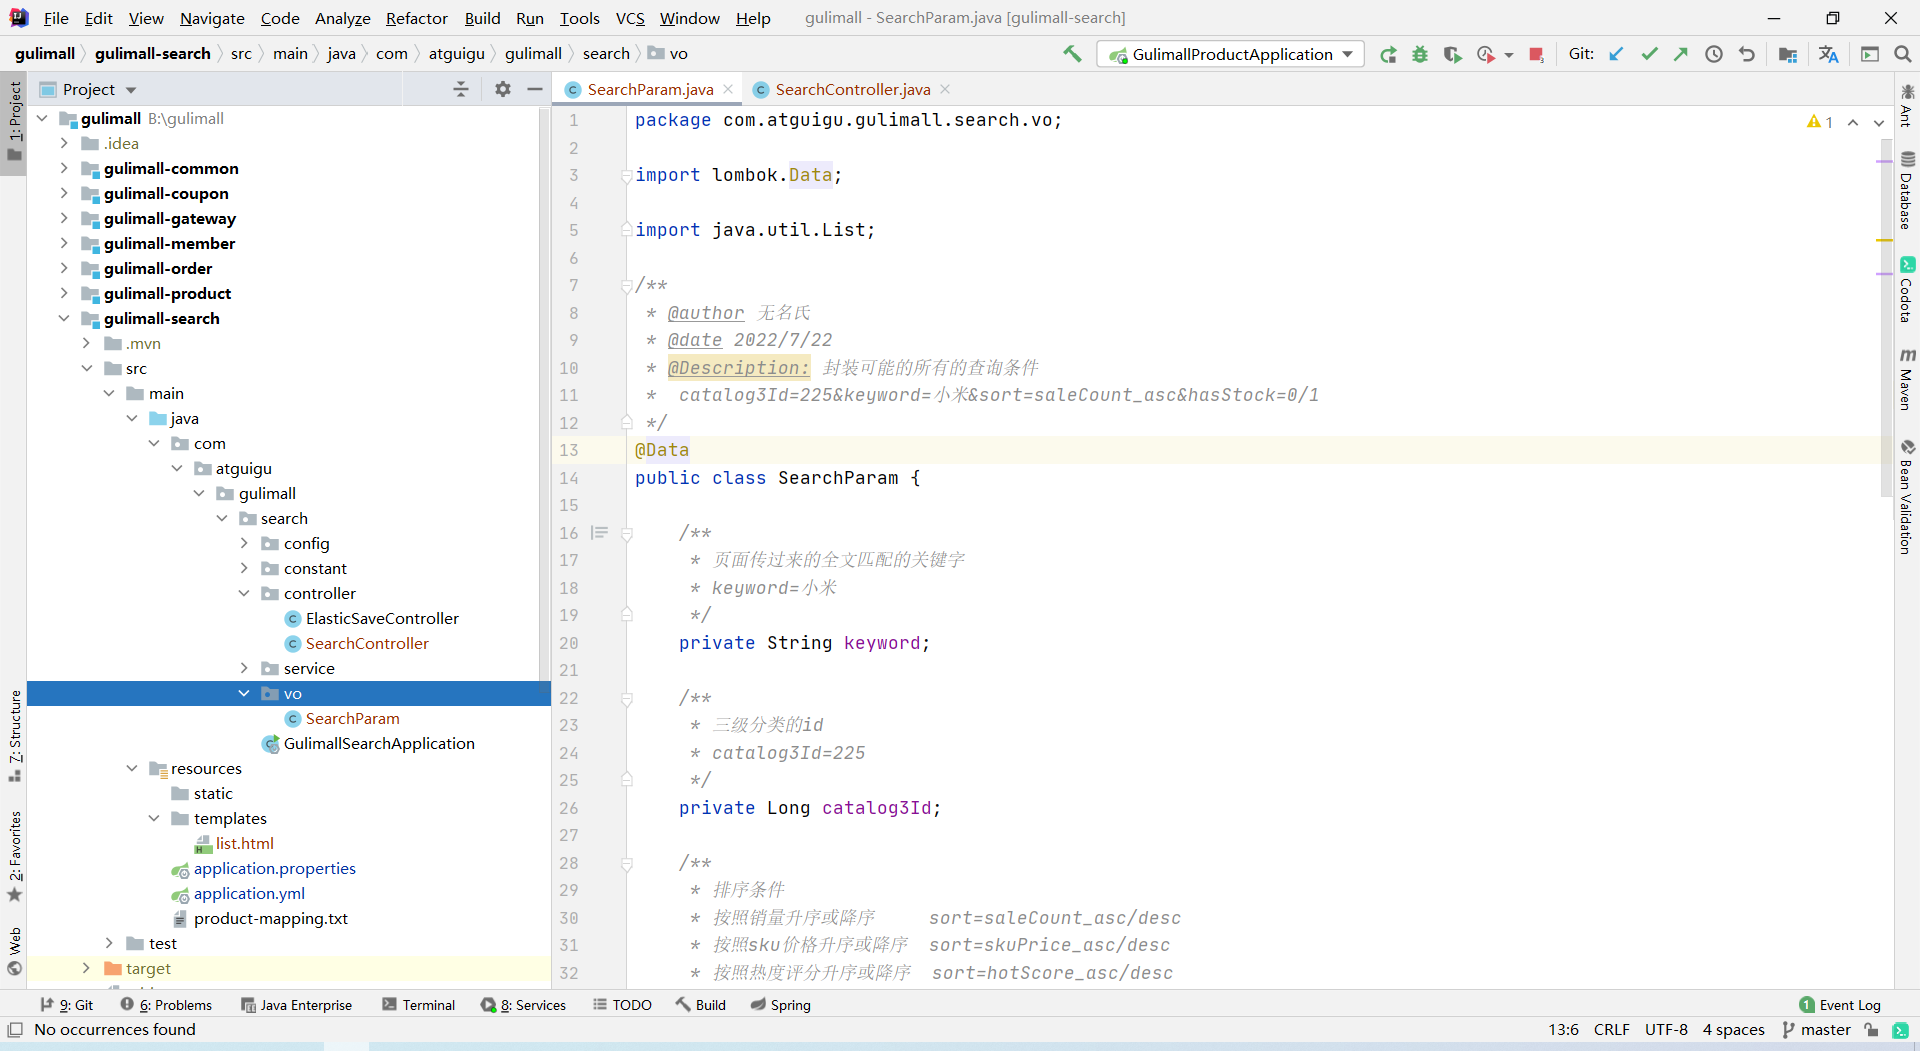 File Edit View Navigate Code Analyze Refactor Build Run Tools VCS Window Help gulimall - SearchParam.java [gulimall-search]
gulimall gulimall-search src main java com atguigu gulimall search vo GulimallProductApplication Git:
Project
SearchParam.java SearchController.java
1: Project
7: Structure
2: Favorites
Web
gulimall B:\gulimall
.idea
gulimall-common
gulimall-coupon
gulimall-gateway
gulimall-member
gulimall-order
gulimall-product
gulimall-search
.mvn
src
main
java
com
atguigu
gulimall
search
config
constant
controller
ElasticSaveController
SearchController
service
vo
SearchParam
GulimallSearchApplication
resources
static
templates
list.html
application.properties
application.yml
product-mapping.txt
test
target
1 package com.atguigu.gulimall.search.vo;
2
3 import lombok.Data;
4
5 import java.util.List;
6
7 /**
8 * @author 无名氏
9 * @date 2022/7/22
10 * @Description: 封装可能的所有的查询条件
11 * catalog3Id=225&keyword=小米&sort=saleCount_asc&hasStock=0/1
12 */
13 @Data
14 public class SearchParam {
15
16 /**
17 * 页面传过来的全文匹配的关键字
18 * keyword=小米
19 */
20 private String keyword;
21
22 /**
23 * 三级分类的id
24 * catalog3Id=225
25 */
26 private Long catalog3Id;
27
28 /**
29 * 排序条件
30 * 按照销量升序或降序 sort=saleCount_asc/desc
31 * 按照sku价格升序或降序 sort=skuPrice_asc/desc
32 * 按照热度评分升序或降序 sort=hotScore_asc/desc
1
Ant
Database
Codota
Maven
Bean Validation
9: Git 6: Problems Java Enterprise Terminal 8: Services TODO Build Spring 1 Event Log
No occurrences found 13:6 CRLF UTF-8 4 spaces master